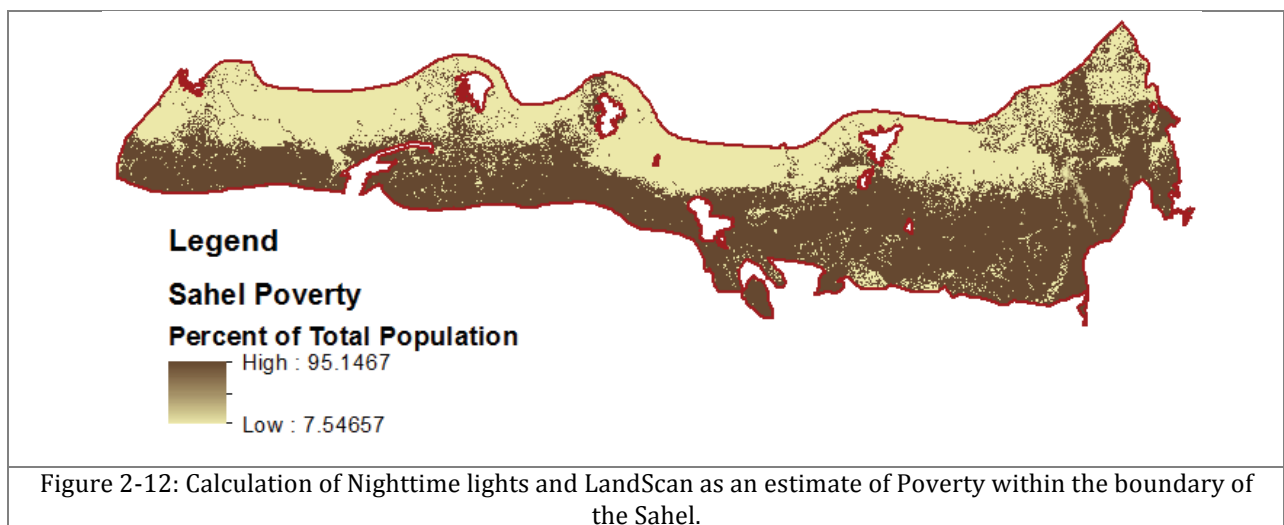 Legend
Sahel Poverty
Percent of Total Population
High : 95.1467
Low : 7.54657
Figure 2-12: Calculation of Nighttime lights and LandScan as an estimate of Poverty within the boundary of
the Sahel.